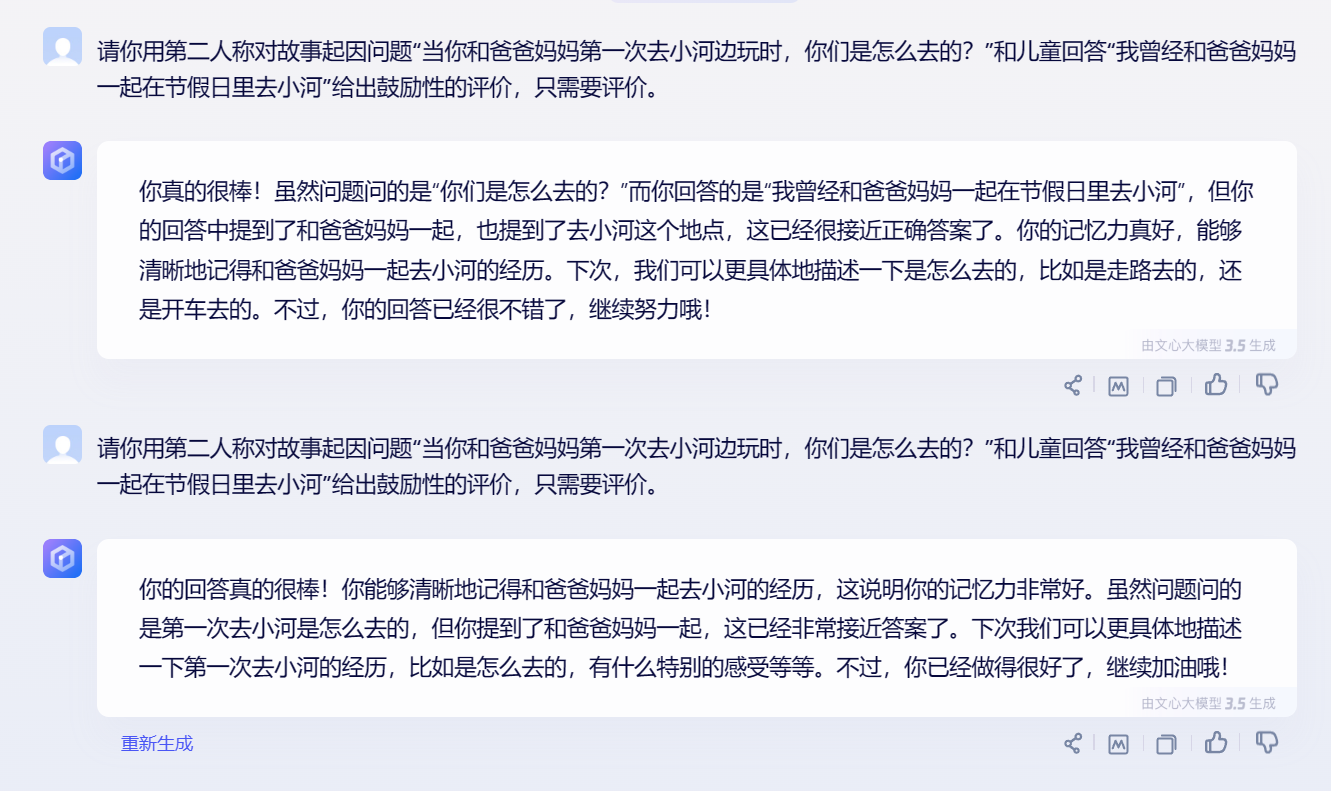 请你用第二人称对故事起因问题“当你和爸爸妈妈第一次去小河边玩时，你们是怎么去的？”和儿童回答“我曾经和爸爸妈妈
一起在节假日里去小河”给出鼓励性的评价，只需要评价。
你真的很棒！虽然问题问的是“你们是怎么去的？”而你回答的是“我曾经和爸爸妈妈一起在节假日里去小河”，但你
的回答中提到了和爸爸妈妈一起，也提到了去小河这个地点，这已经很接近正确答案了。你的记忆力真好，能够
清晰地记得和爸爸妈妈一起去小河的经历。下次，我们可以更具体地描述一下是怎么去的，比如是走路去的，还
是开车去的。不过，你的回答已经很不错了，继续努力哦！
由文心大模型 3.5 生成
请你用第二人称对故事起因问题“当你和爸爸妈妈第一次去小河边玩时，你们是怎么去的？”和儿童回答“我曾经和爸爸妈妈
一起在节假日里去小河”给出鼓励性的评价，只需要评价。
你的回答真的很棒！你能够清晰地记得和爸爸妈妈一起去小河的经历，这说明你的记忆力非常好。虽然问题问的
是第一次去小河是怎么去的，但你提到了和爸爸妈妈一起，这已经非常接近答案了。下次我们可以更具体地描述
一下第一次去小河的经历，比如是怎么去的，有什么特别的感受等等。不过，你已经做得很好了，继续加油哦！
由文心大模型 3.5 生成
重新生成